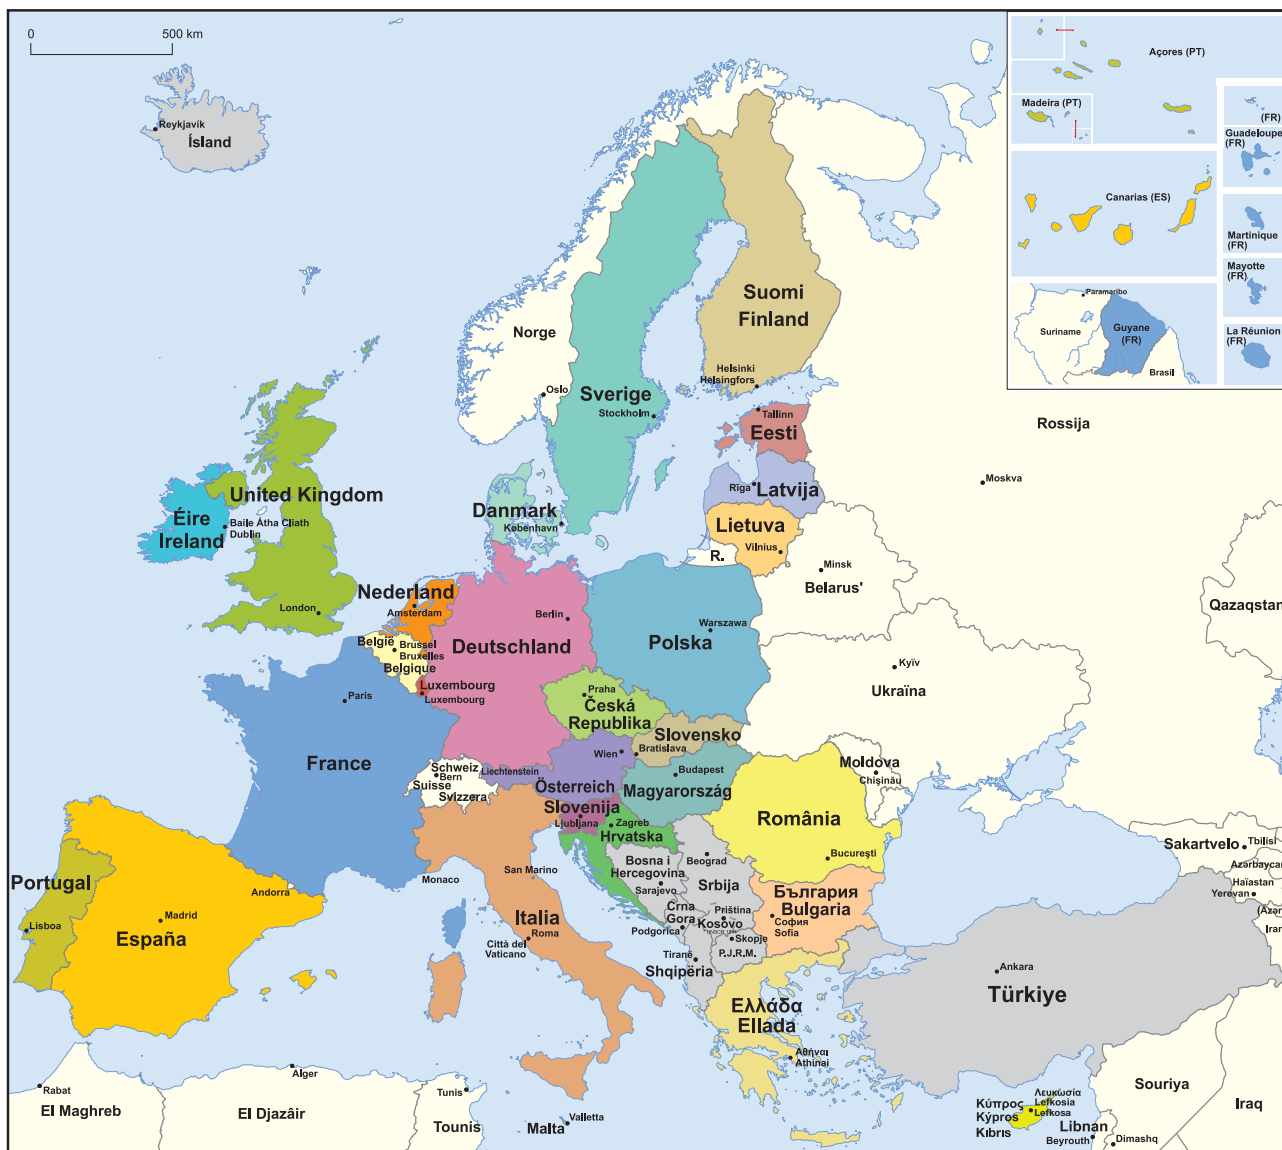 0 500 km
Reykjavík
Ísland
Norge
Oslo
Sverige
Stockholm
Suomi
Finland
Helsinki
Helsingfors
Tallinn
Eesti
Rīga
Latvija
Lietuva
Vilnius
R.
Minsk
Belarus'
Rossija
Moskva
Qazaqstan
Danmark
København
United Kingdom
London
Éire
Ireland
Baile Átha Cliath
Dublin
Nederland
Amsterdam
België
Brussel
Bruxelles
Belgique
Luxembourg
Luxembourg
Deutschland
Berlin
Polska
Warszawa
Kyïv
Ukraïna
Praha
Česká
Republika
Slovensko
Bratislava
Wien
Österreich
Liechtenstein
Schweiz
Bern
Suisse
Svizzera
Paris
France
Budapest
Magyarország
Slovenija
Ljubljana
Zagreb
Hrvatska
Moldova
Chişinău
România
Bucureşti
Beograd
Srbija
Bosna i
Hercegovina
Sarajevo
Crna
Gora
Podgorica
Priština
Kosovo
Skopje
P.J.R.M.
Tiranë
Shqipëria
България
Bulgaria
София
Sofia
Portugal
Lisboa
España
Madrid
Andorra
Monaco
San Marino
Italia
Roma
Città del
Vaticano
Ελλάδα
Ellada
Αθήναι
Athinai
Türkiye
Ankara
Sakartvelo
Tbilisi
Azərbaycan
Haïastan
Yerevan
(Azər
Iran
Rabat
El Maghreb
Alger
El Djazâir
Tunis
Tounis
Malta
Valletta
Κύπρος
Kýpros
Kıbrıs
Λευκωσία
Lefkosia
Lefkosa
Libnan
Beyrouth
Dimashq
Souriya
Iraq
Açores (PT)
Madeira (PT)
Canarias (ES)
(FR)
Guadeloupe
(FR)
Martinique
(FR)
Mayotte
(FR)
La Réunion
(FR)
Paramaribo
Suriname
Guyane
(FR)
Brasil